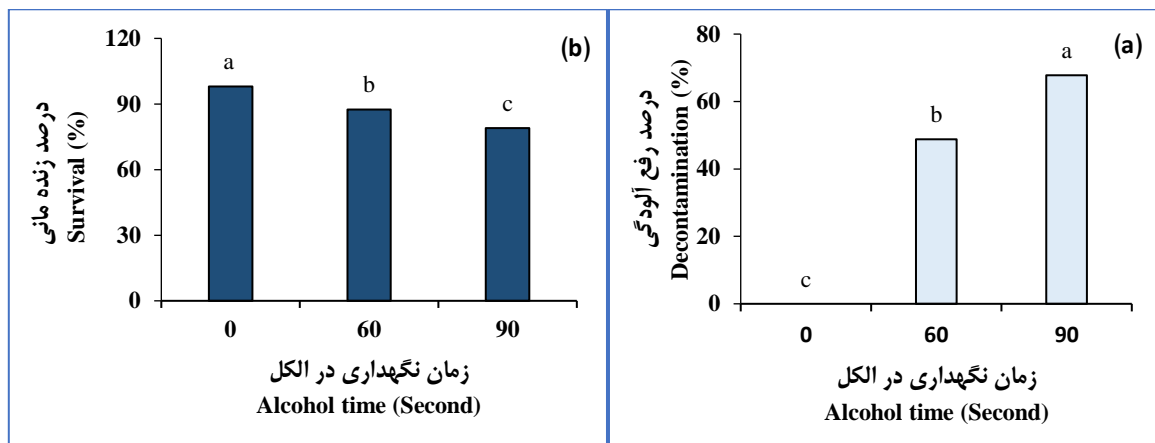 (b)
120
90
60
30
0
a
b
c
درصد زنده مانی
Survival (%)
0 60 90
زمان نگهداری در الکل
Alcohol time (Second)
(a)
80
60
40
20
0
c
b
a
درصد رفع آلودگی
Decontamination (%)
0 60 90
زمان نگهداری در الکل
Alcohol time (Second)